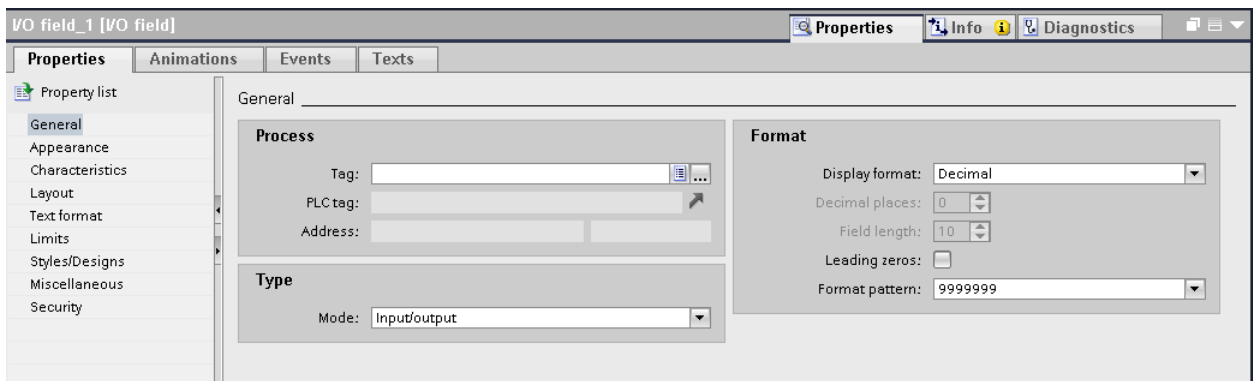 I/O field_1 [I/O field]
Properties Info Diagnostics
Properties Animations Events Texts
Property list
General
Appearance
Characteristics
Layout
Text format
Limits
Styles/Designs
Miscellaneous
Security
General
Process
Tag: ...
PLC tag:
Address:
Type
Mode: Input/output
Format
Display format: Decimal
Decimal places: 0
Field length: 10
Leading zeros:
Format pattern: 9999999